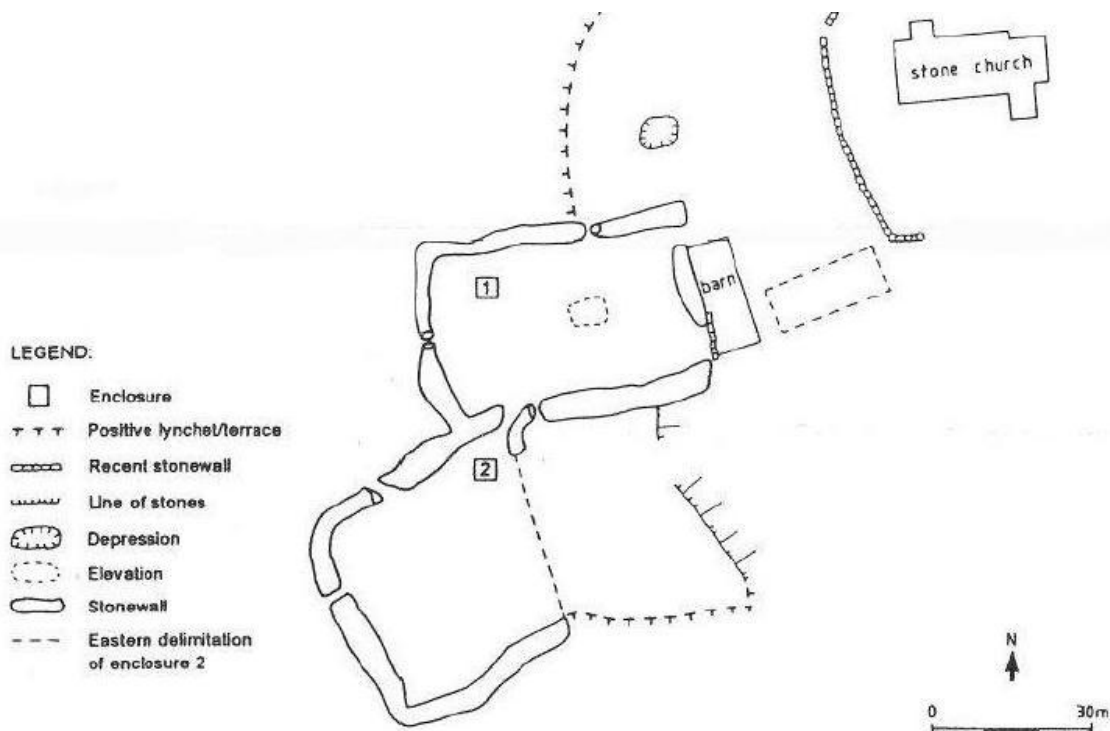 stone church
1
barn
2
LEGEND:
Enclosure
Positive lynchet/terrace
Recent stonewall
Line of stones
Depression
Elevation
Stonewall
Eastern delimitation
of enclosure 2
N
0 30m